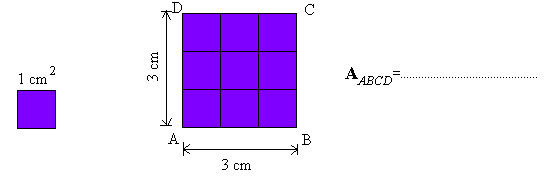 1 cm²
D
C
3 cm
A
B
3 cm
A_ABCD=.......................................